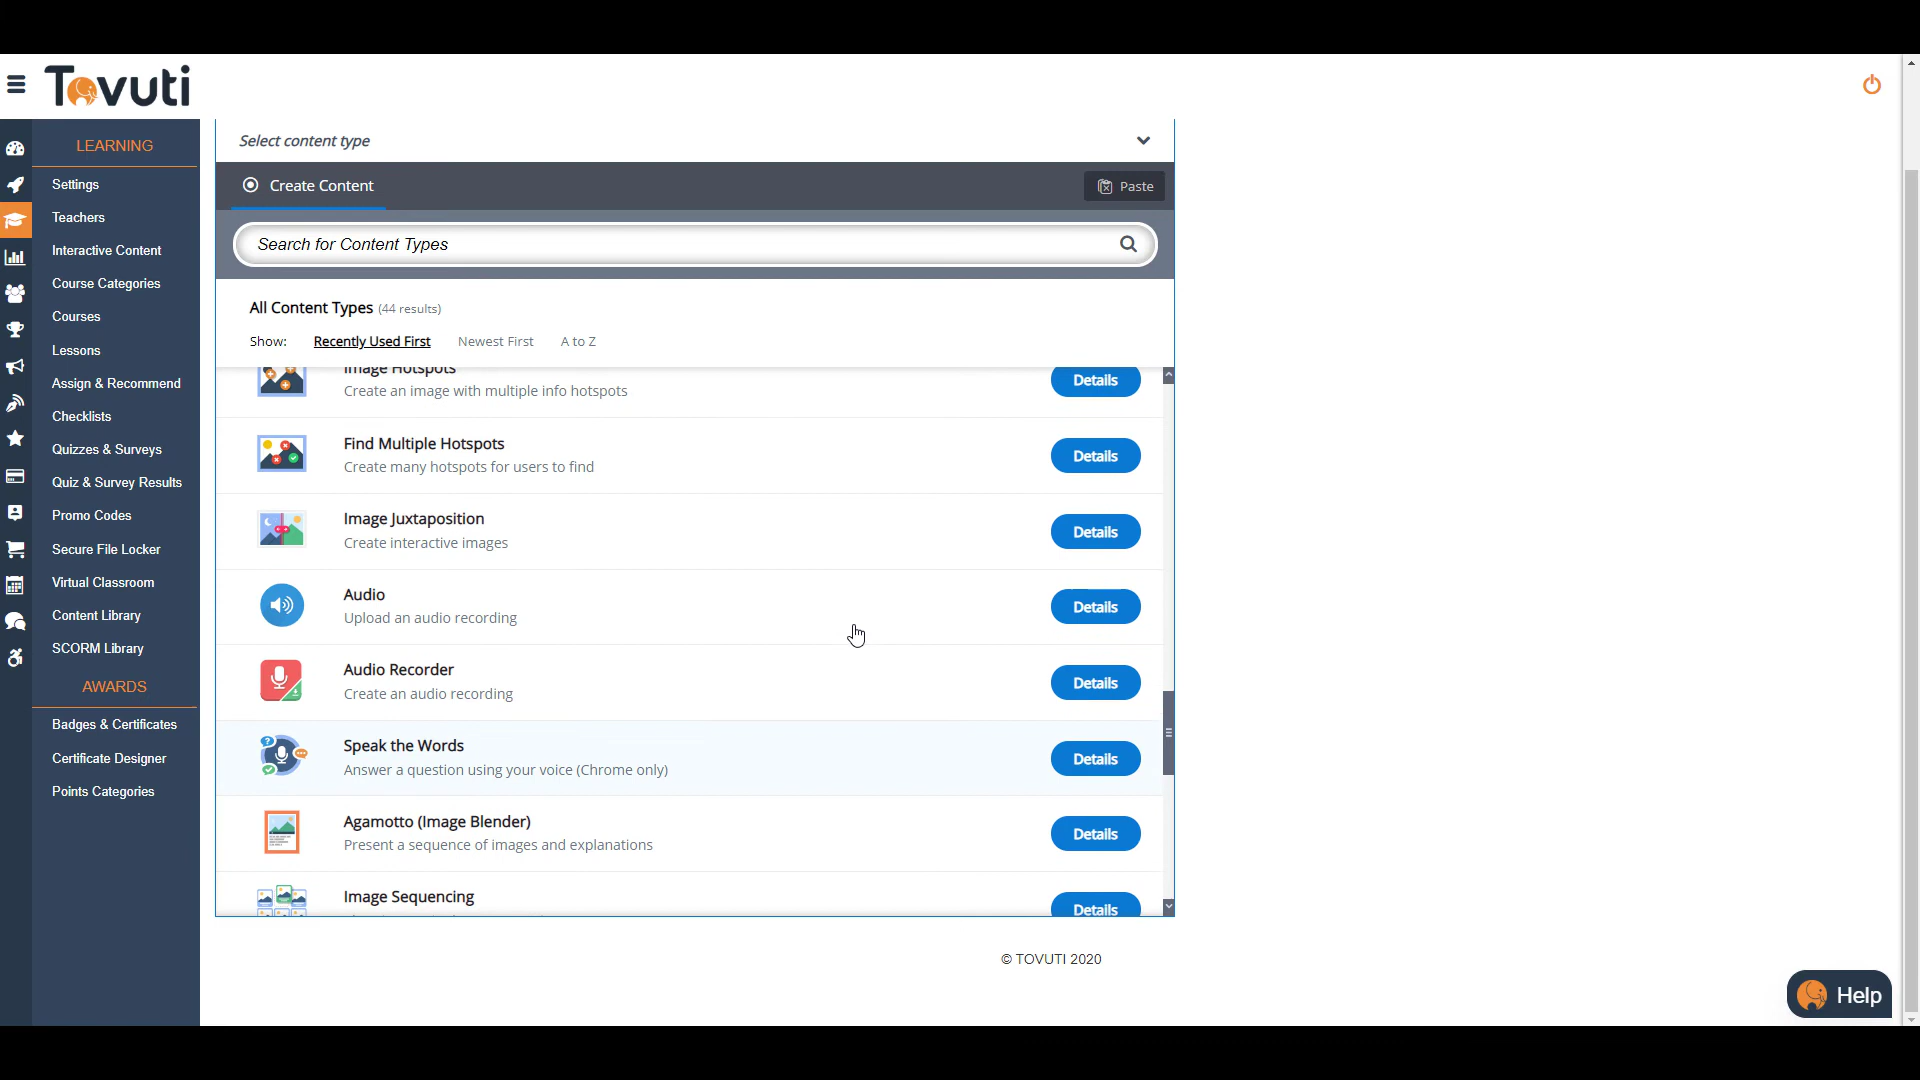 Tovuti
LEARNING
Settings
Teachers
Interactive Content
Course Categories
Courses
Lessons
Assign & Recommend
Checklists
Quizzes & Surveys
Quiz & Survey Results
Promo Codes
Secure File Locker
Virtual Classroom
Content Library
SCORM Library
AWARDS
Badges & Certificates
Certificate Designer
Points Categories
Select content type
Create Content
Paste
Search for Content Types
All Content Types (44 results)
Show: Recently Used First Newest First A to Z
Image Hotspots
Create an image with multiple info hotspots
Details
Find Multiple Hotspots
Create many hotspots for users to find
Details
Image Juxtaposition
Create interactive images
Details
Audio
Upload an audio recording
Details
Audio Recorder
Create an audio recording
Details
Speak the Words
Answer a question using your voice (Chrome only)
Details
Agamotto (Image Blender)
Present a sequence of images and explanations
Details
Image Sequencing
Details
© TOVUTI 2020
Help